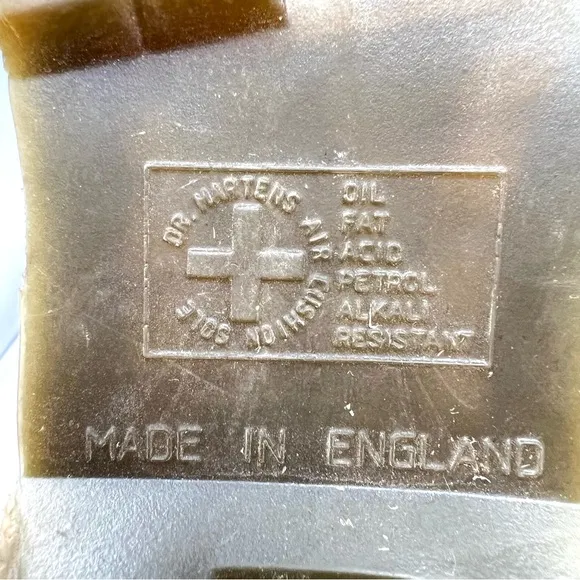 DR. MARTENS AIR CUSHION SOLE
OIL
FAT
ACID
PETROL
ALKALI
RESISTANT
MADE IN ENGLAND